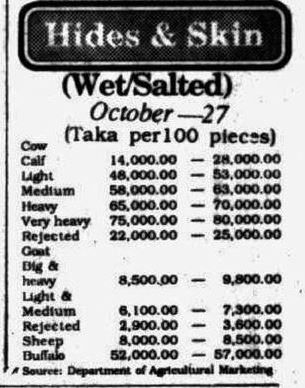 Hides & Skin
(Wet/Salted)
October —27
(Taka per100 pieces)
Cow
Calf 14,000.00 — 28,000.00
Light 48,000.00 — 53,000.00
Medium 58,000.00 — 63,000.00
Heavy 65,000.00 — 70,000.00
Very heavy 75,000.00 — 80,000.00
Rejected 22,000.00 — 25,000.00
Goat
Big &
heavy 8,500.00 — 9,800.00
Light &
Medium 6,100.00 — 7,300.00
Rejected 2,900.00 — 3,600.00
Sheep 8,000.00 — 8,500.00
Buffalo 52,000.00 — 57,000.00
Source: Department of Agricultural Marketing